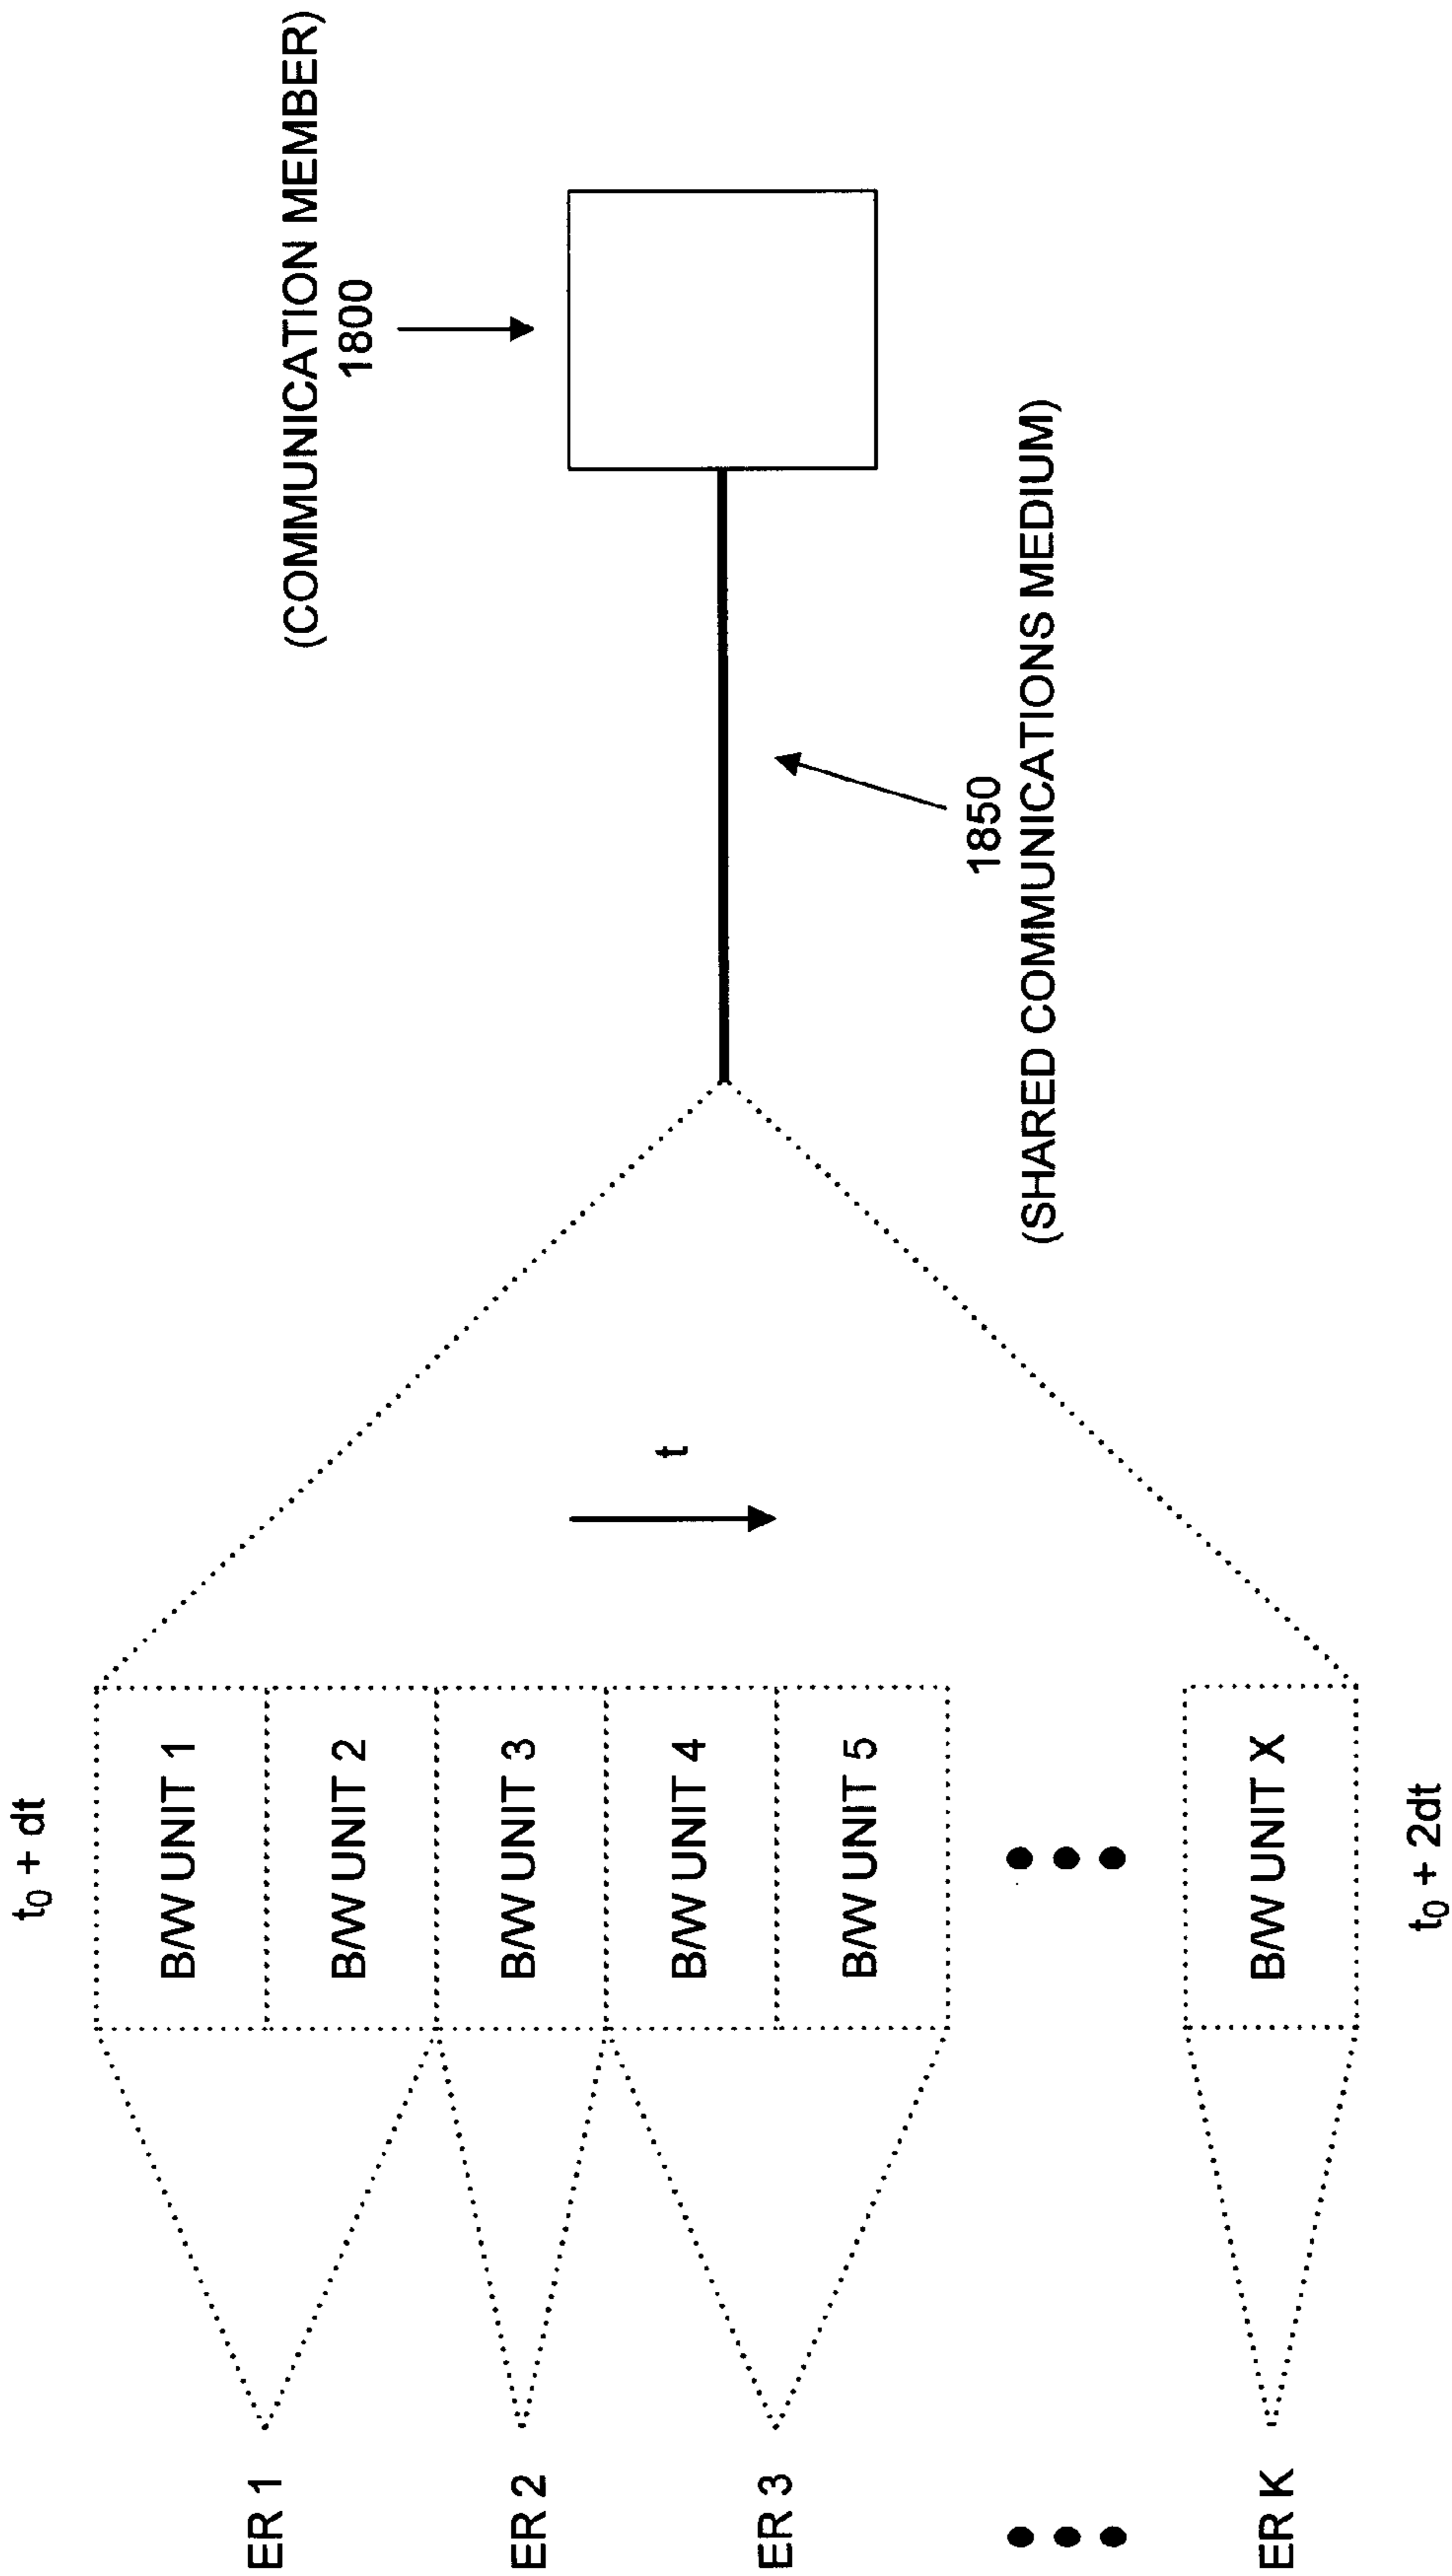 t₀ + dt
B/W UNIT 1
B/W UNIT 2
B/W UNIT 3
B/W UNIT 4
B/W UNIT 5
B/W UNIT X
t₀ + 2dt
ER 1
ER 2
ER 3
ER K
t
(COMMUNICATION MEMBER)
1800
1850
(SHARED COMMUNICATIONS MEDIUM)